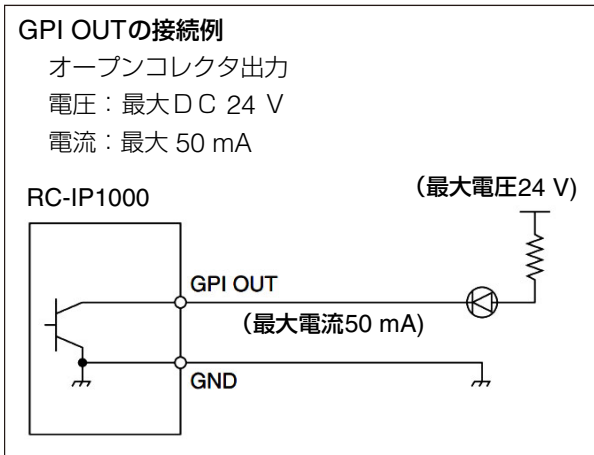 GPI OUTの接続例
オープンコレクタ出力
電圧：最大ＤＣ 24 V
電流：最大 50 mA
（最大電圧24 V)
RC-IP1000
GPI OUT
（最大電流50 mA)
GND